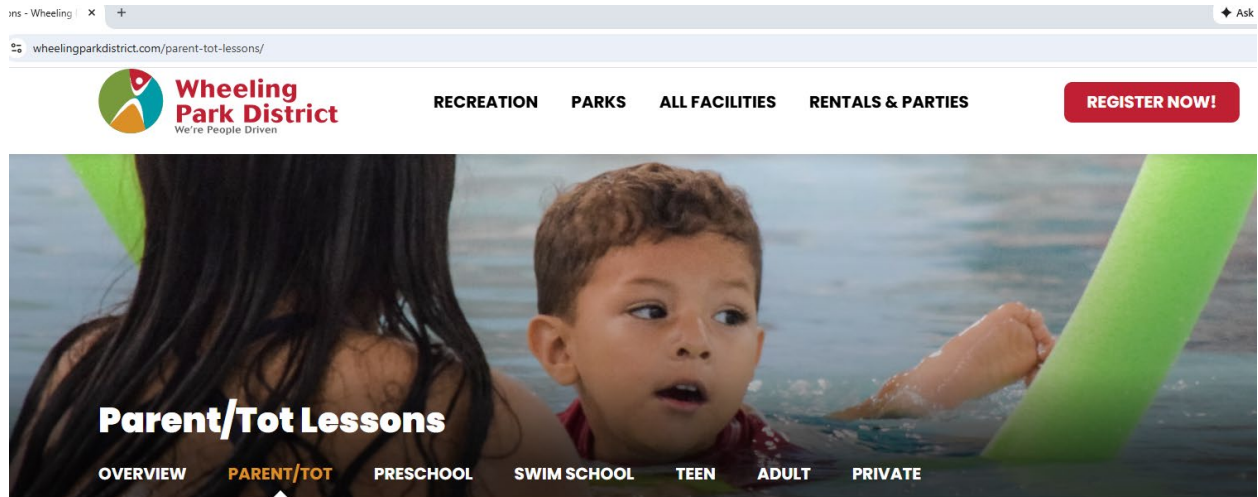 ons - Wheeling
Ask
wheelingparkdistrict.com/parent-tot-lessons/
Wheeling
Park District
We're People Driven
RECREATION PARKS ALL FACILITIES RENTALS & PARTIES
REGISTER NOW!
Parent/Tot Lessons
OVERVIEW PARENT/TOT PRESCHOOL SWIM SCHOOL TEEN ADULT PRIVATE